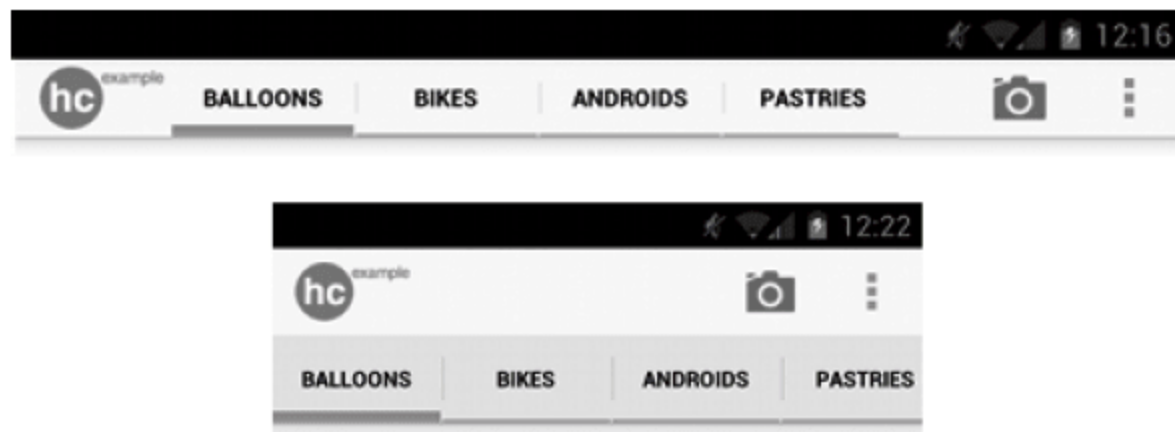 12:16
hc example BALLOONS BIKES ANDROIDS PASTRIES
12:22
hc example
BALLOONS BIKES ANDROIDS PASTRIES